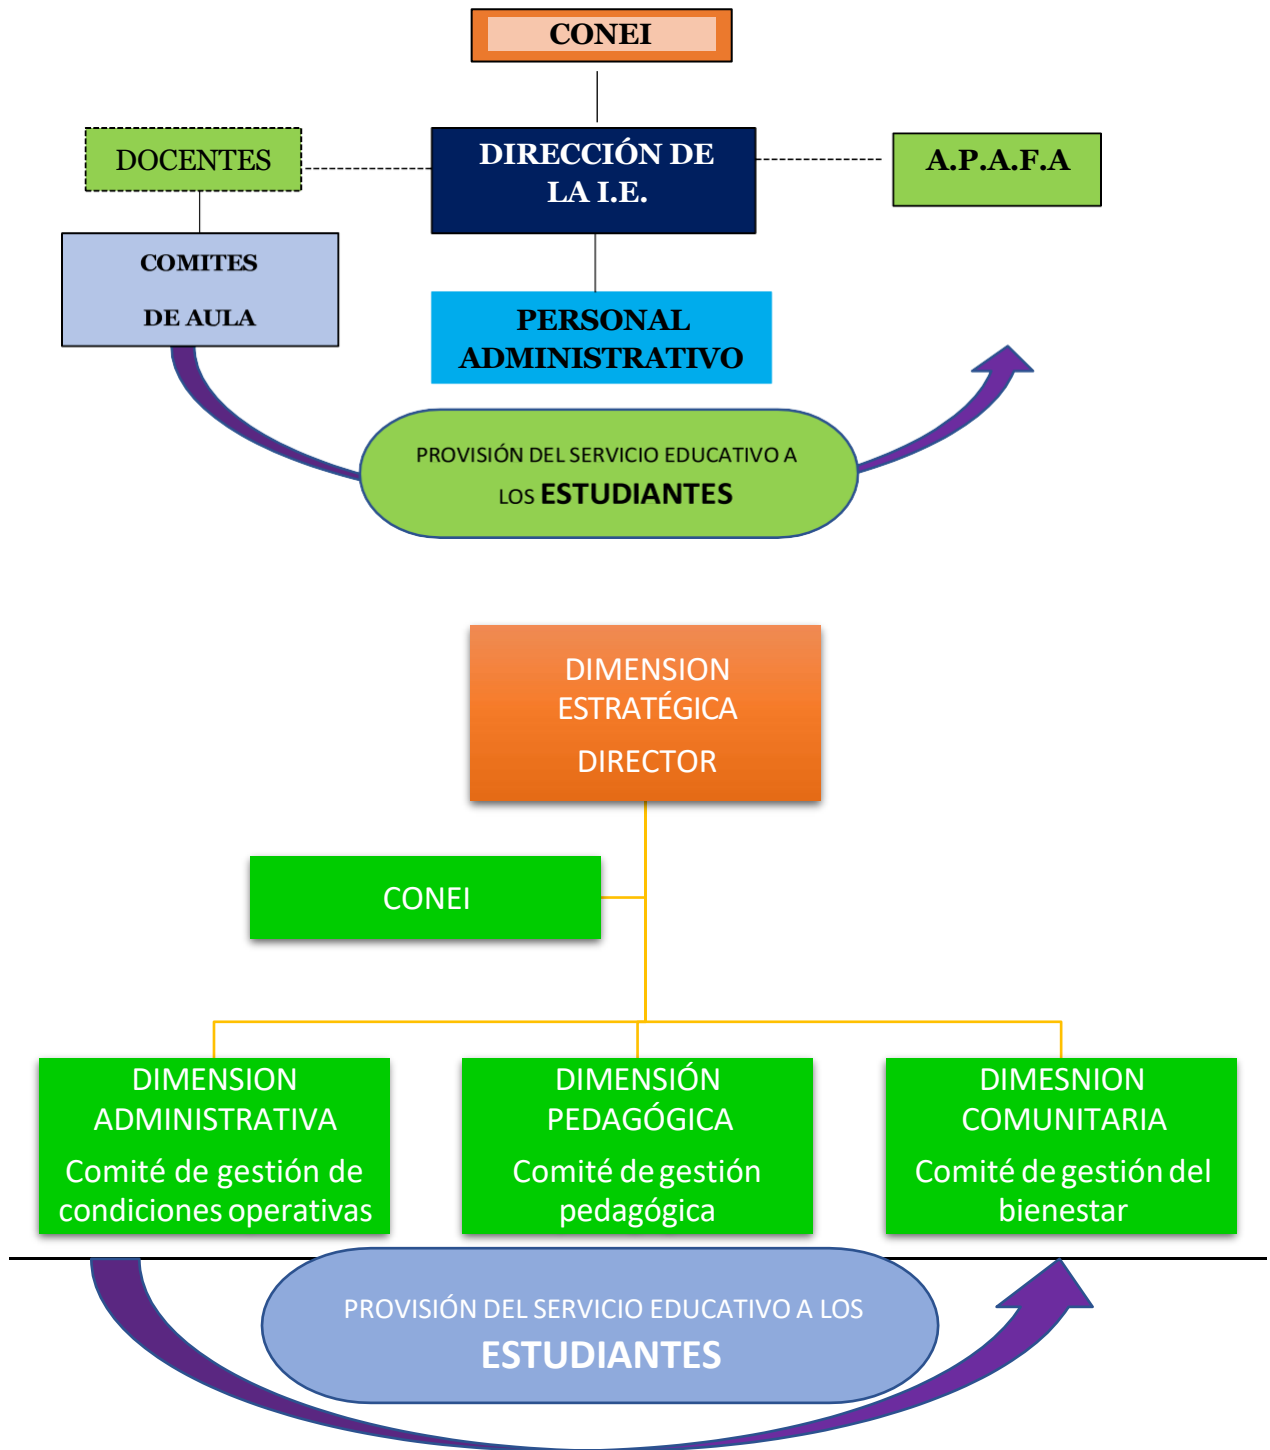 CONEI
DOCENTES
DIRECCIÓN DE
LA I.E.
A.P.A.F.A
COMITES
DE AULA
PERSONAL
ADMINISTRATIVO
PROVISIÓN DEL SERVICIO EDUCATIVO A
LOS ESTUDIANTES
DIMENSION
ESTRATÉGICA
DIRECTOR
CONEI
DIMENSION
ADMINISTRATIVA
Comité de gestión de
condiciones operativas
DIMENSIÓN
PEDAGÓGICA
Comité de gestión
pedagógica
DIMESNION
COMUNITARIA
Comité de gestión del
bienestar
PROVISIÓN DEL SERVICIO EDUCATIVO A LOS
ESTUDIANTES